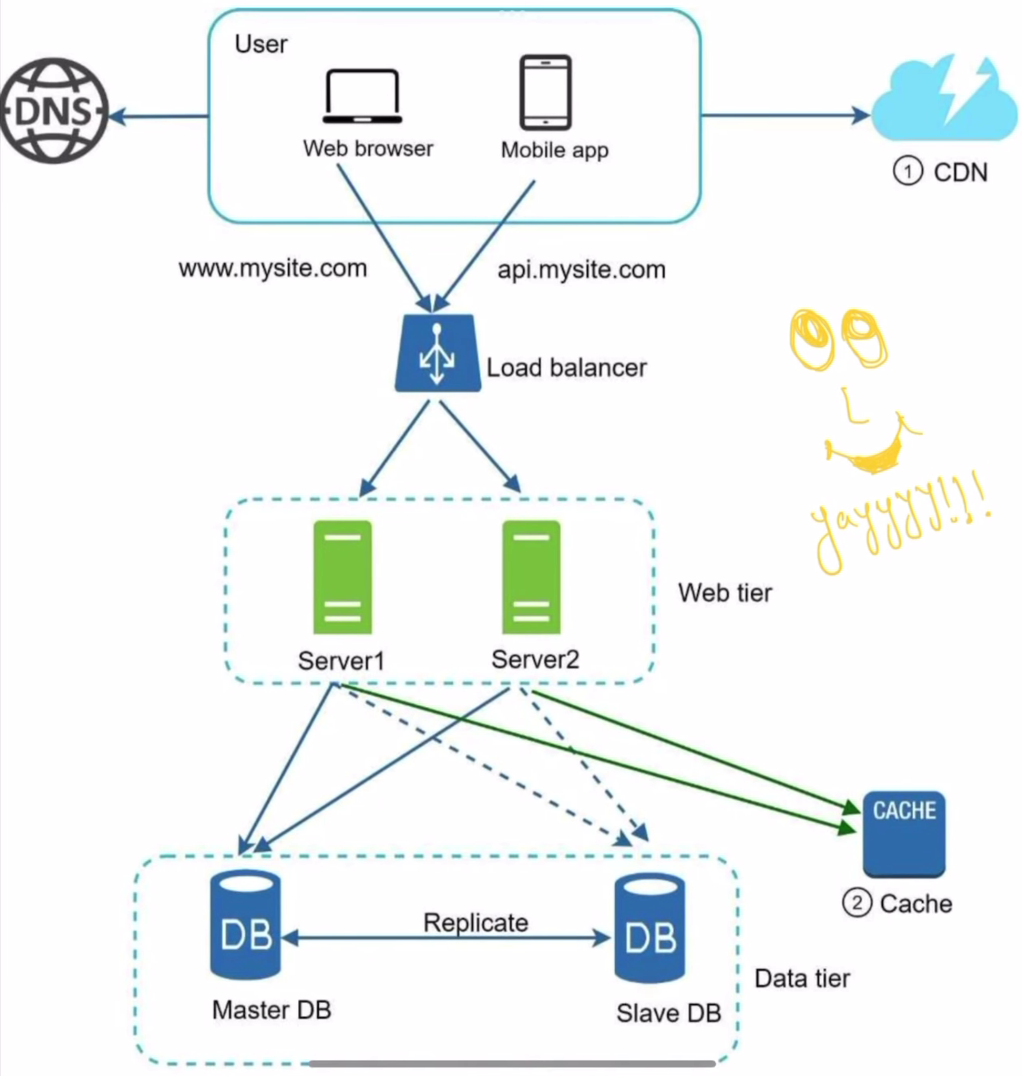 User
DNS
Web browser
Mobile app
① CDN
www.mysite.com
api.mysite.com
Load balancer
yayyyy!!!
Web tier
Server1
Server2
CACHE
② Cache
Replicate
DB
DB
Data tier
Master DB
Slave DB